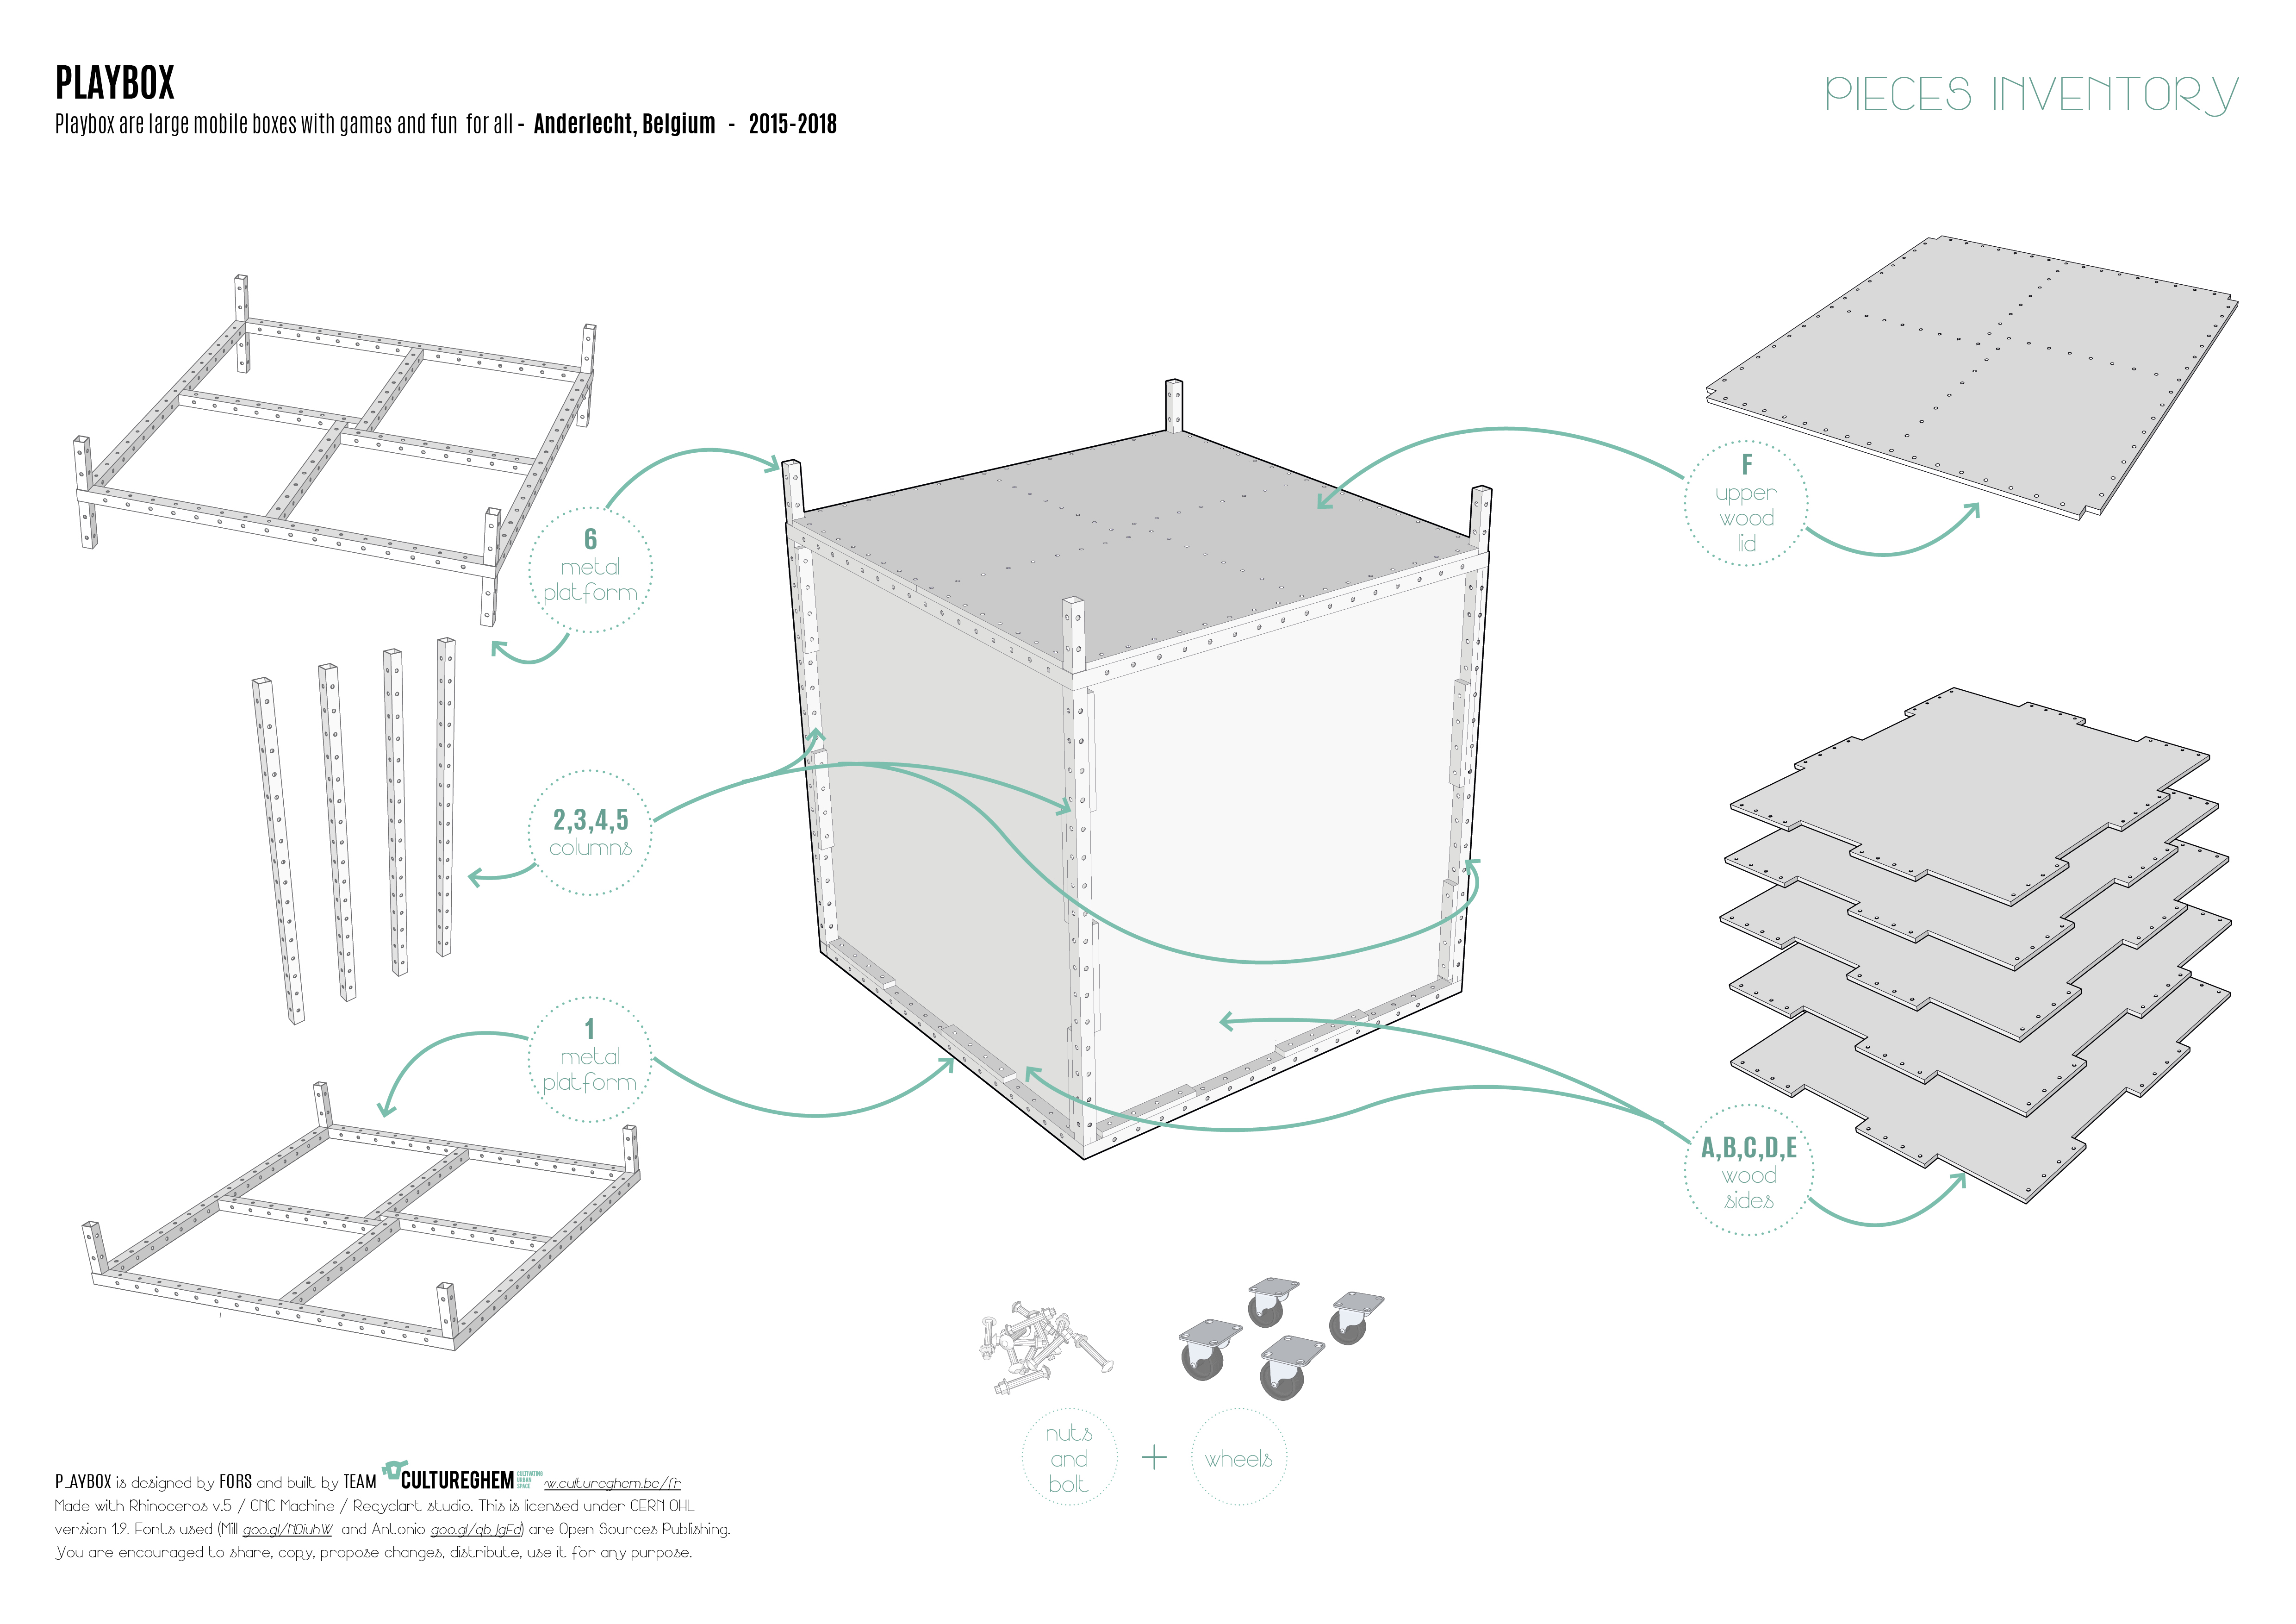 PLAYBOX
Playbox are large mobile boxes with games and fun for all - Anderlecht, Belgium - 2015-2018
PIECES INVENTORY
F
upper
wood
lid
6
metal
platform
2,3,4,5
columns
1
metal
platform
A,B,C,D,E
wood
sides
nuts
and
bolt
+
wheels
P_AYBOX is designed by FORS and built by TEAM CULTUREGHEM CULTIVATING URBAN SPACE w.cultureghem.be/fr
Made with Rhinoceros v.5 / CNC Machine / Recyclart studio. This is licensed under CERN OHL
version 1.2. Fonts used (Mill goo.gl/NDiuhW and Antonio goo.gl/qbJgFd) are Open Sources Publishing.
You are encouraged to share, copy, propose changes, distribute, use it for any purpose.